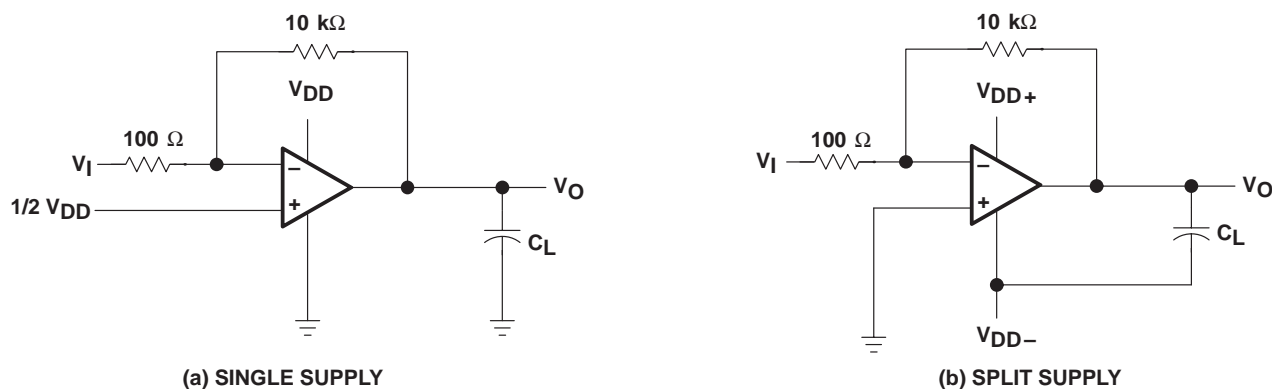 10 kΩ
VDD
100 Ω
VI
−
+
1/2 VDD
VO
CL
(a) SINGLE SUPPLY
10 kΩ
VDD+
100 Ω
VI
−
+
VO
CL
VDD−
(b) SPLIT SUPPLY